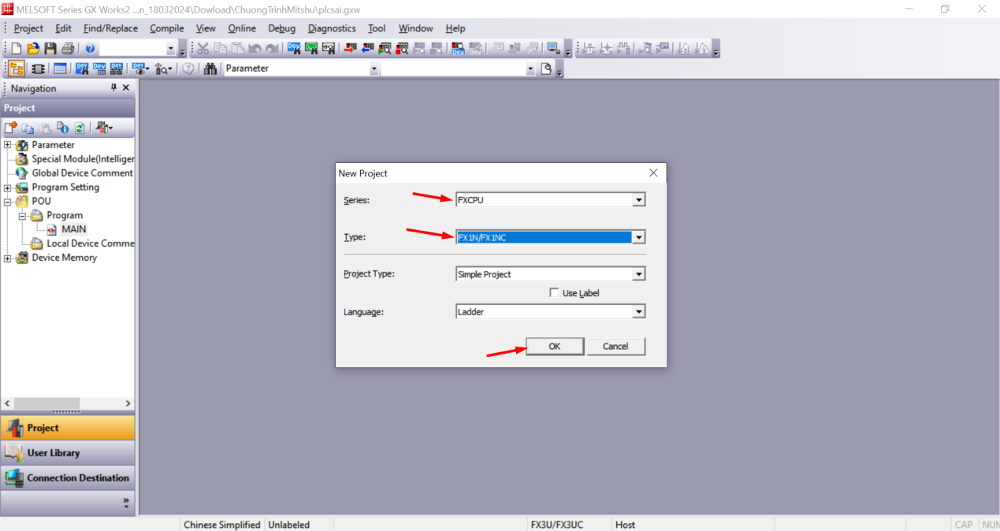 MELSOFT Series GX Works2 ...n_18032024\Dowload\ChuongTrinhMitshu\plcsai.gxw
Project Edit Find/Replace Compile View Online Debug Diagnostics Tool Window Help
Parameter
Navigation
Project
Parameter
Special Module(Intelliger
Global Device Comment
Program Setting
POU
Program
MAIN
Local Device Comme
Device Memory
New Project
Series: FXCPU
Type: FX1N/FX1NC
Project Type: Simple Project
Use Label
Language: Ladder
OK Cancel
Project
User Library
Connection Destination
Chinese Simplified Unlabeled FX3U/FX3UC Host CAP NUM